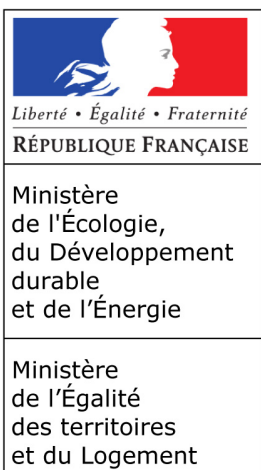 Liberté • Égalité • Fraternité
RÉPUBLIQUE FRANÇAISE
Ministère
de l'Écologie,
du Développement
durable
et de l’Énergie
Ministère
de l’Égalité
des territoires
et du Logement